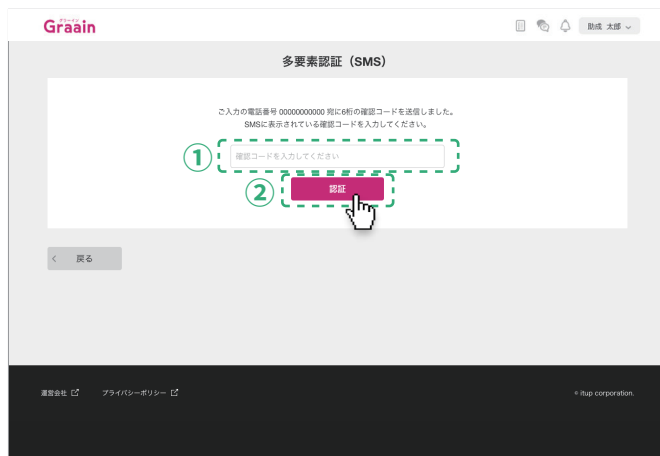 グラーイン
Graain
助成 太郎
多要素認証（SMS）
ご入力の電話番号 00000000000 宛に6桁の確認コードを送信しました。
SMSに表示されている確認コードを入力してください。
①
確認コードを入力してください
②
認証
戻る
運営会社
プライバシーポリシー
© itup corporation.